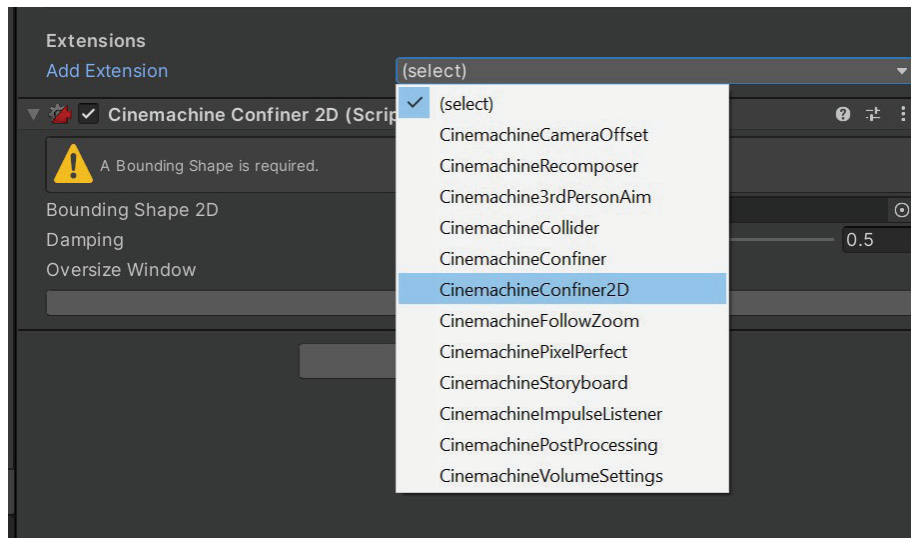 Extensions
Add Extension (select)
(select)
CinemachineCameraOffset
CinemachineRecomposer
Cinemachine3rdPersonAim
CinemachineCollider
CinemachineConfiner
CinemachineConfiner2D
CinemachineFollowZoom
CinemachinePixelPerfect
CinemachineStoryboard
CinemachineImpulseListener
CinemachinePostProcessing
CinemachineVolumeSettings
Cinemachine Confiner 2D (Scrip
A Bounding Shape is required.
Bounding Shape 2D
Damping 0.5
Oversize Window